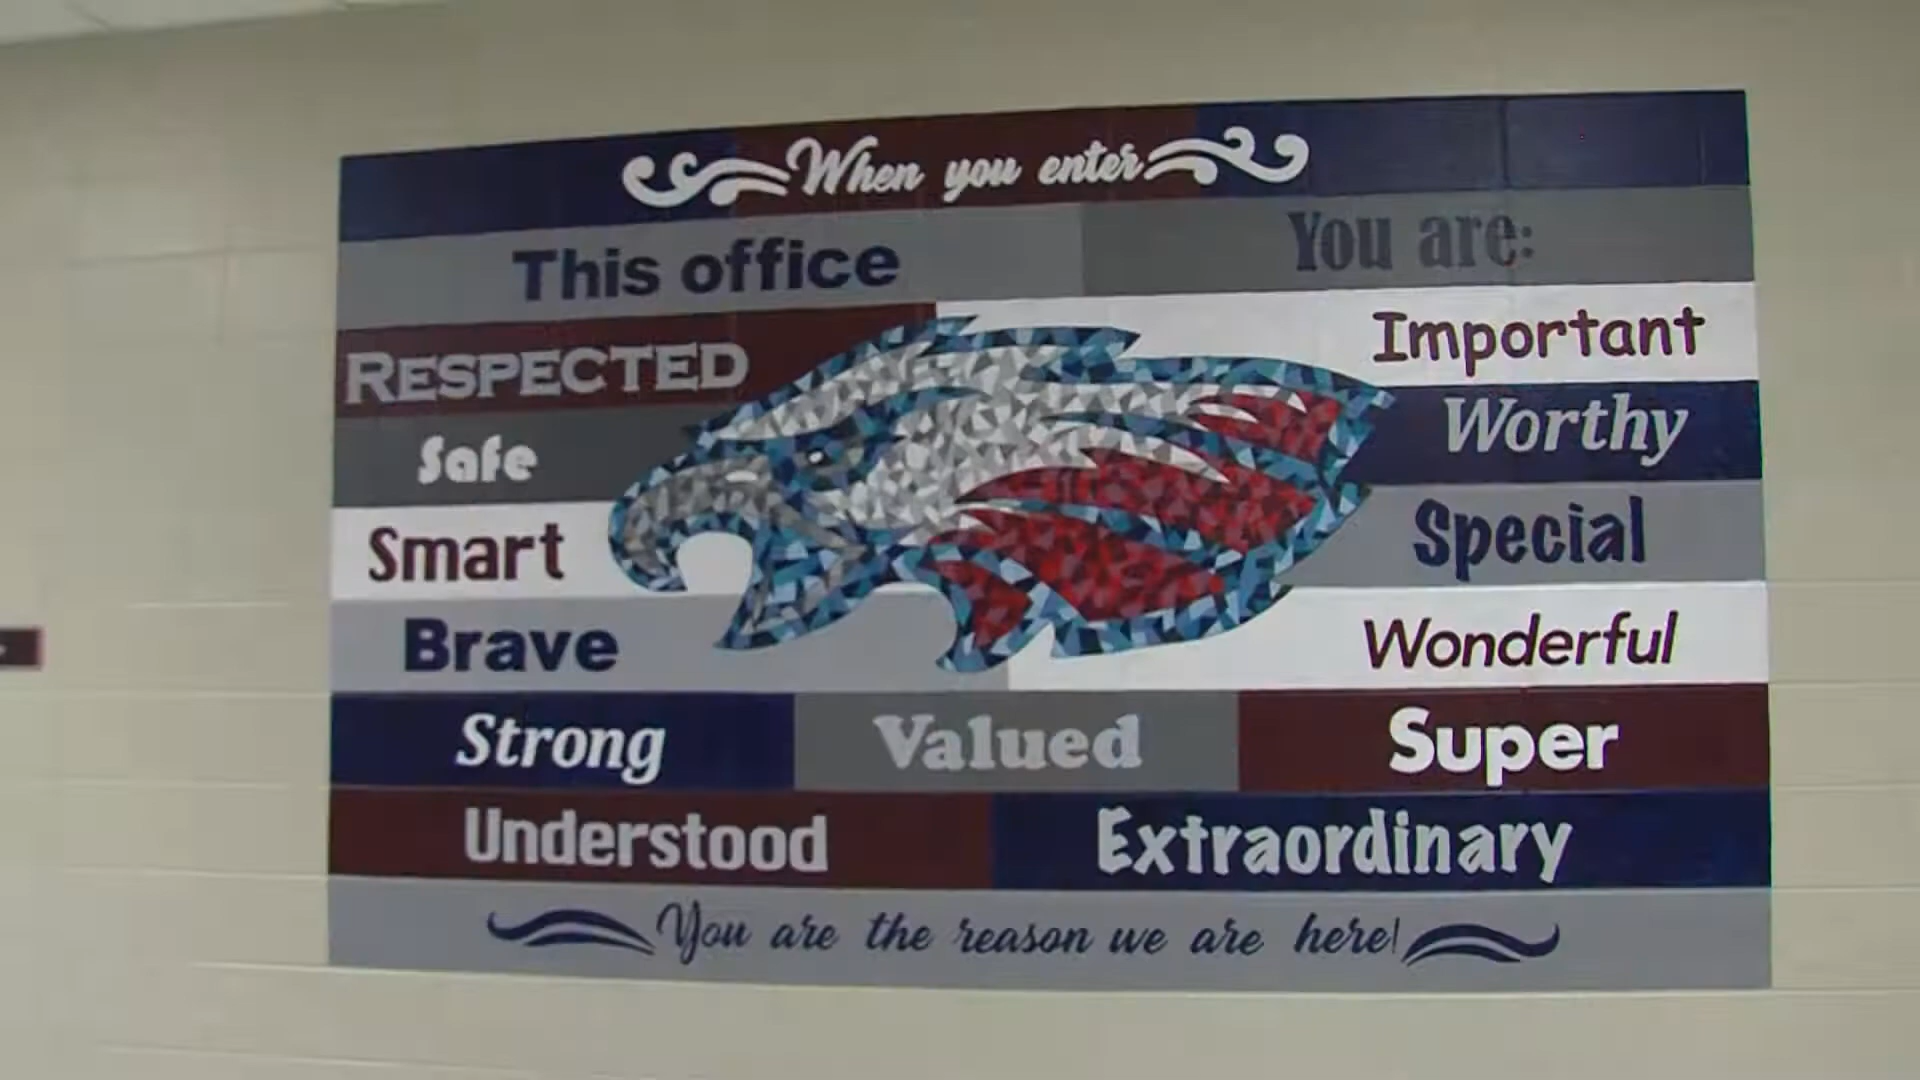 When you enter
This office You are:
RESPECTED Important
Safe Worthy
Smart Special
Brave Wonderful
Strong Valued Super
Understood Extraordinary
You are the reason we are here!